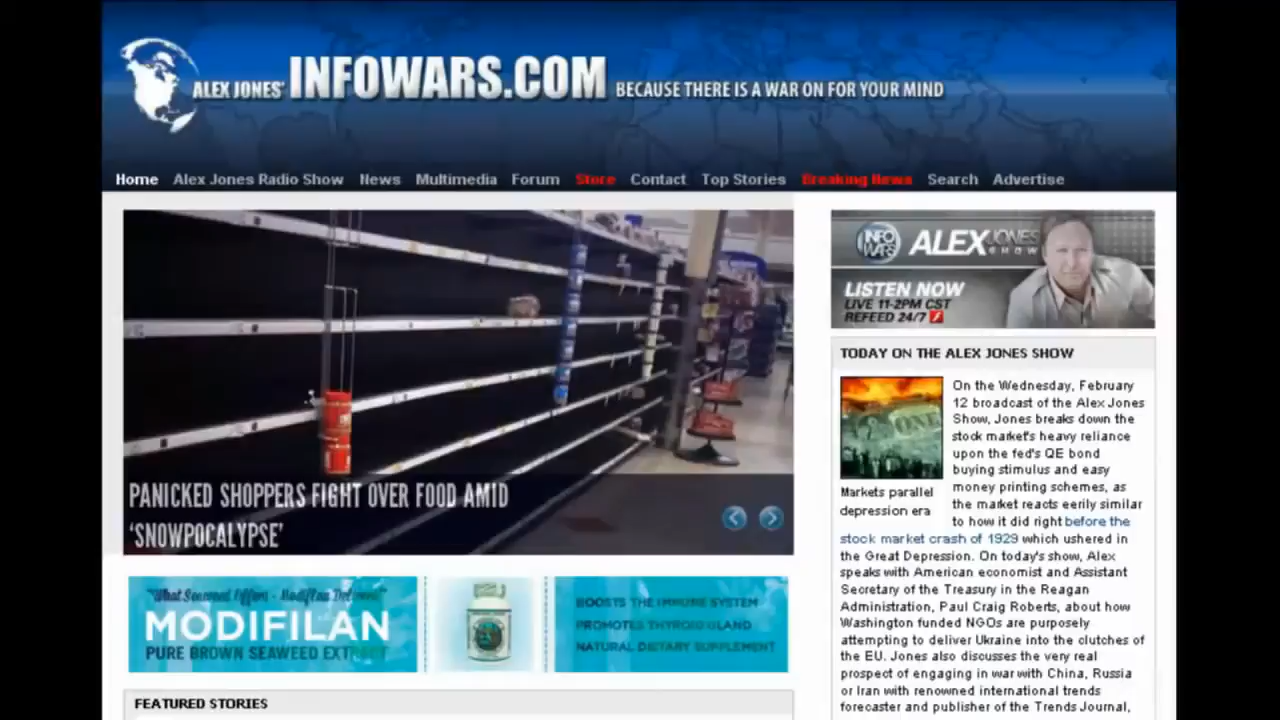 ALEX JONES' INFOWARS.COM BECAUSE THERE IS A WAR ON FOR YOUR MIND
Home Alex Jones Radio Show News Multimedia Forum Store Contact Top Stories Breaking News Search Advertise
PANICKED SHOPPERS FIGHT OVER FOOD AMID
'SNOWPOCALYPSE'
INFO WARS ALEX JONES SHOW
LISTEN NOW
LIVE 11-2PM CST
REFEED 24/7
TODAY ON THE ALEX JONES SHOW
Markets parallel
depression era
On the Wednesday, February
12 broadcast of the Alex Jones
Show, Jones breaks down the
stock market's heavy reliance
upon the fed's QE bond
buying stimulus and easy
money printing schemes, as
the market reacts eerily similar
to how it did right before the
stock market crash of 1929 which ushered in
the Great Depression. On today's show, Alex
speaks with American economist and Assistant
Secretary of the Treasury in the Reagan
Administration, Paul Craig Roberts, about how
Washington funded NGOs are purposely
attempting to deliver Ukraine into the clutches of
the EU. Jones also discusses the very real
prospect of engaging in war with China, Russia
or Iran with renowned international trends
forecaster and publisher of the Trends Journal,
"What Seaweed Offers - Modifilan Delivers"
MODIFILAN
PURE BROWN SEAWEED EXTRACT
BOOSTS THE IMMUNE SYSTEM
PROMOTES THYROID GLAND
NATURAL DIETARY SUPPLEMENT
FEATURED STORIES